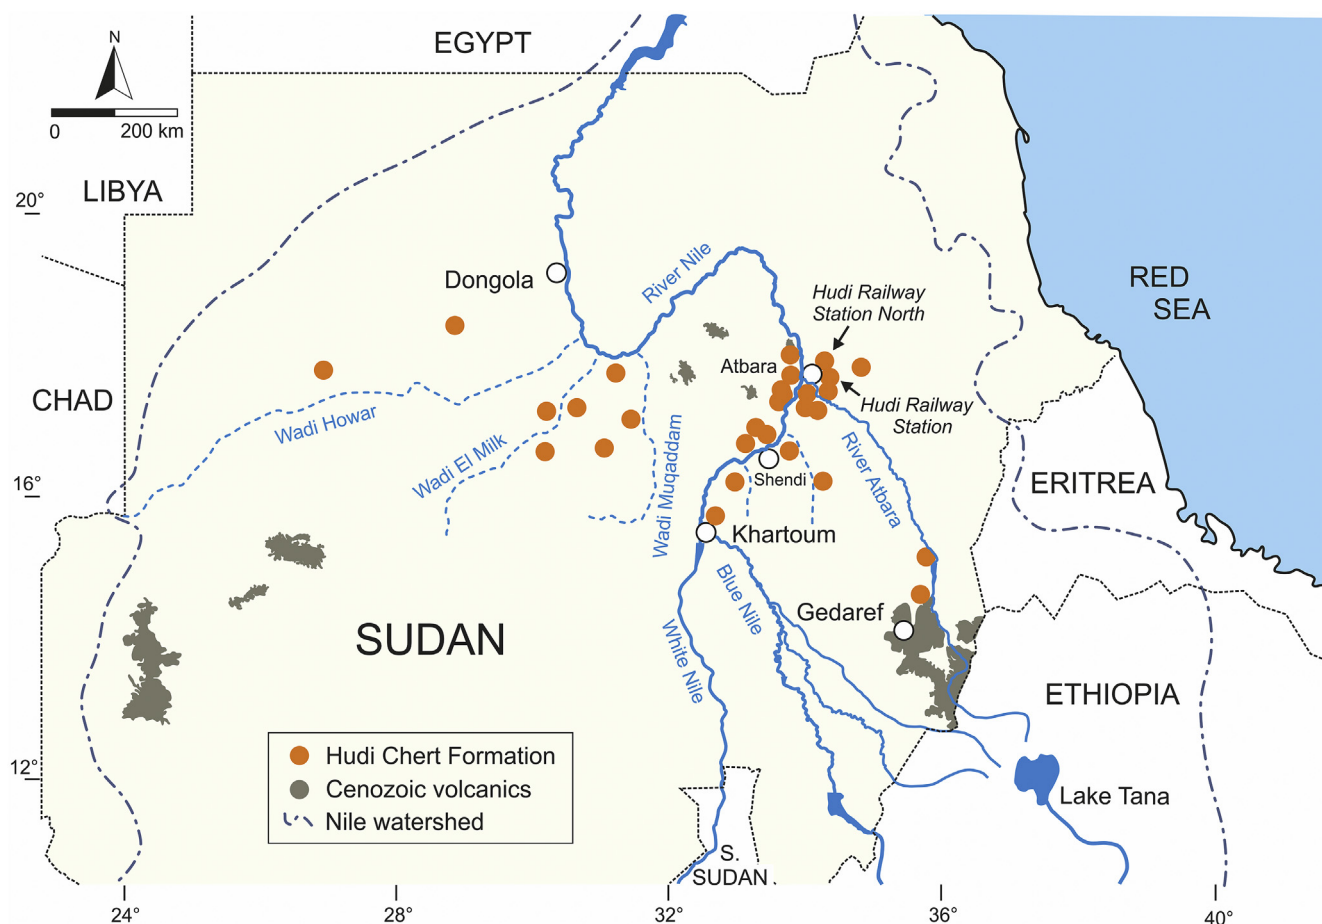 EGYPT
N
0
200 km
LIBYA
20°
Dongola
River Nile
RED
SEA
Hudi Railway
Station North
Atbara
CHAD
Hudi Railway
Station
Wadi Howar
Wadi El Milk
Wadi Muqaddam
River Atbara
16°
Shendi
ERITREA
Khartoum
Blue Nile
Gedaref
SUDAN
White Nile
ETHIOPIA
Hudi Chert Formation
Cenozoic volcanics
Nile watershed
12°
Lake Tana
S.
SUDAN
24°
28°
32°
36°
40°